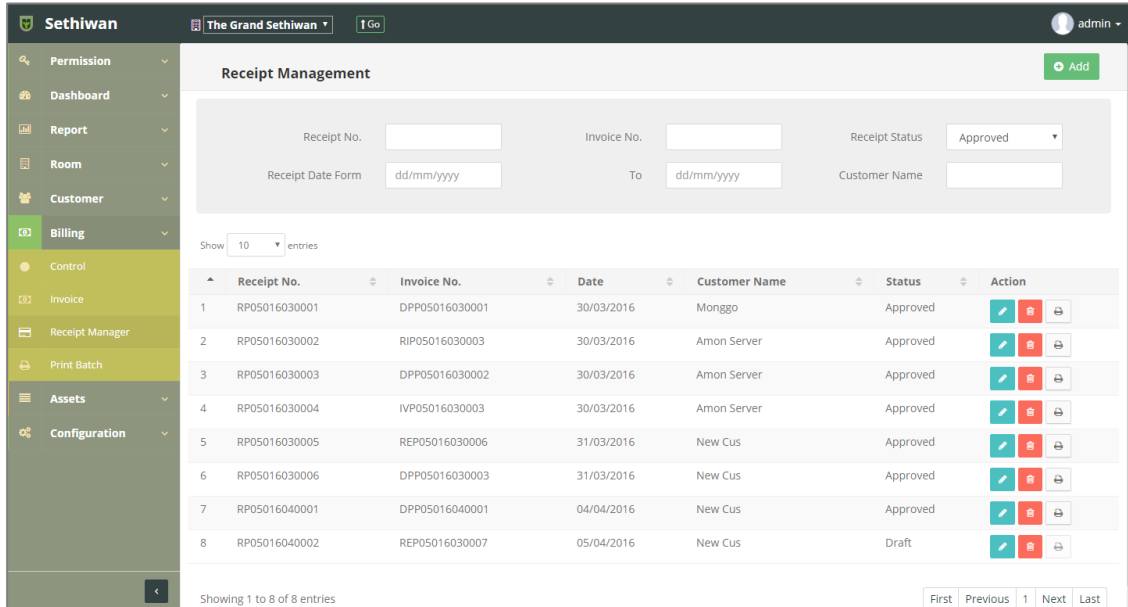 Sethiwan The Grand Sethiwan Go admin
Permission
Dashboard
Report
Room
Customer
Billing
Control
Invoice
Receipt Manager
Print Batch
Assets
Configuration
Receipt Management Add
Receipt No. Invoice No. Receipt Status Approved
Receipt Date Form dd/mm/yyyy To dd/mm/yyyy Customer Name
Show 10 entries
Receipt No. Invoice No. Date Customer Name Status Action
1 RP05016030001 DPP05016030001 30/03/2016 Monggo Approved
2 RP05016030002 RIP05016030003 30/03/2016 Amon Server Approved
3 RP05016030003 DPP05016030002 30/03/2016 Amon Server Approved
4 RP05016030004 IVP05016030003 30/03/2016 Amon Server Approved
5 RP05016030005 REP05016030006 31/03/2016 New Cus Approved
6 RP05016030006 DPP05016030003 31/03/2016 New Cus Approved
7 RP05016040001 DPP05016040001 04/04/2016 New Cus Approved
8 RP05016040002 REP05016030007 05/04/2016 New Cus Draft
Showing 1 to 8 of 8 entries First Previous 1 Next Last